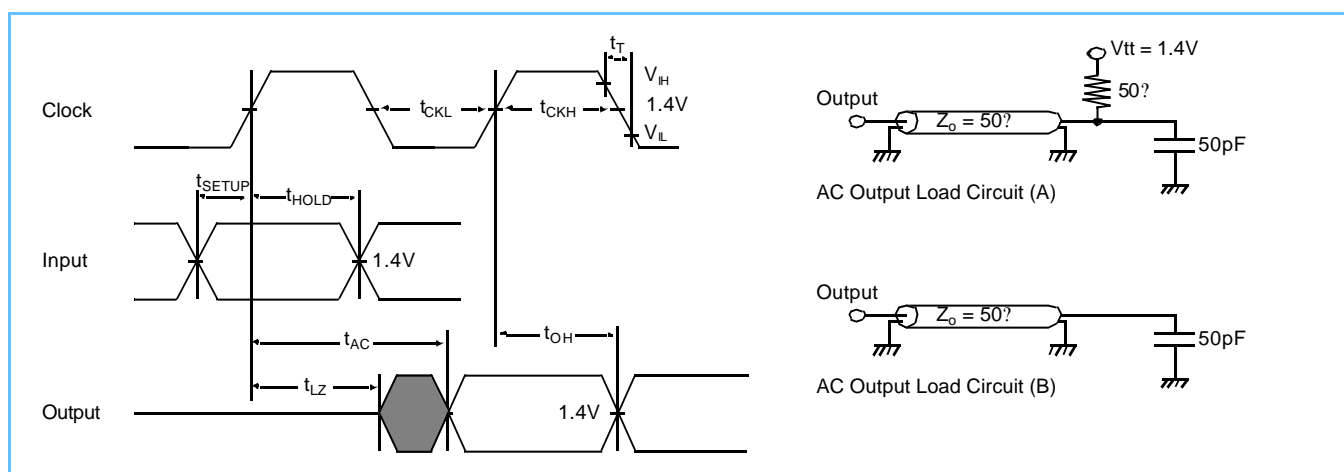 Clock
tT
VIH
tCKL
tCKH
1.4V
VIL
tSETUP
tHOLD
Input
1.4V
tAC
tOH
tLZ
Output
1.4V
Vtt = 1.4V
Output
50?
Zo = 50?
50pF
AC Output Load Circuit (A)
Output
Zo = 50?
50pF
AC Output Load Circuit (B)